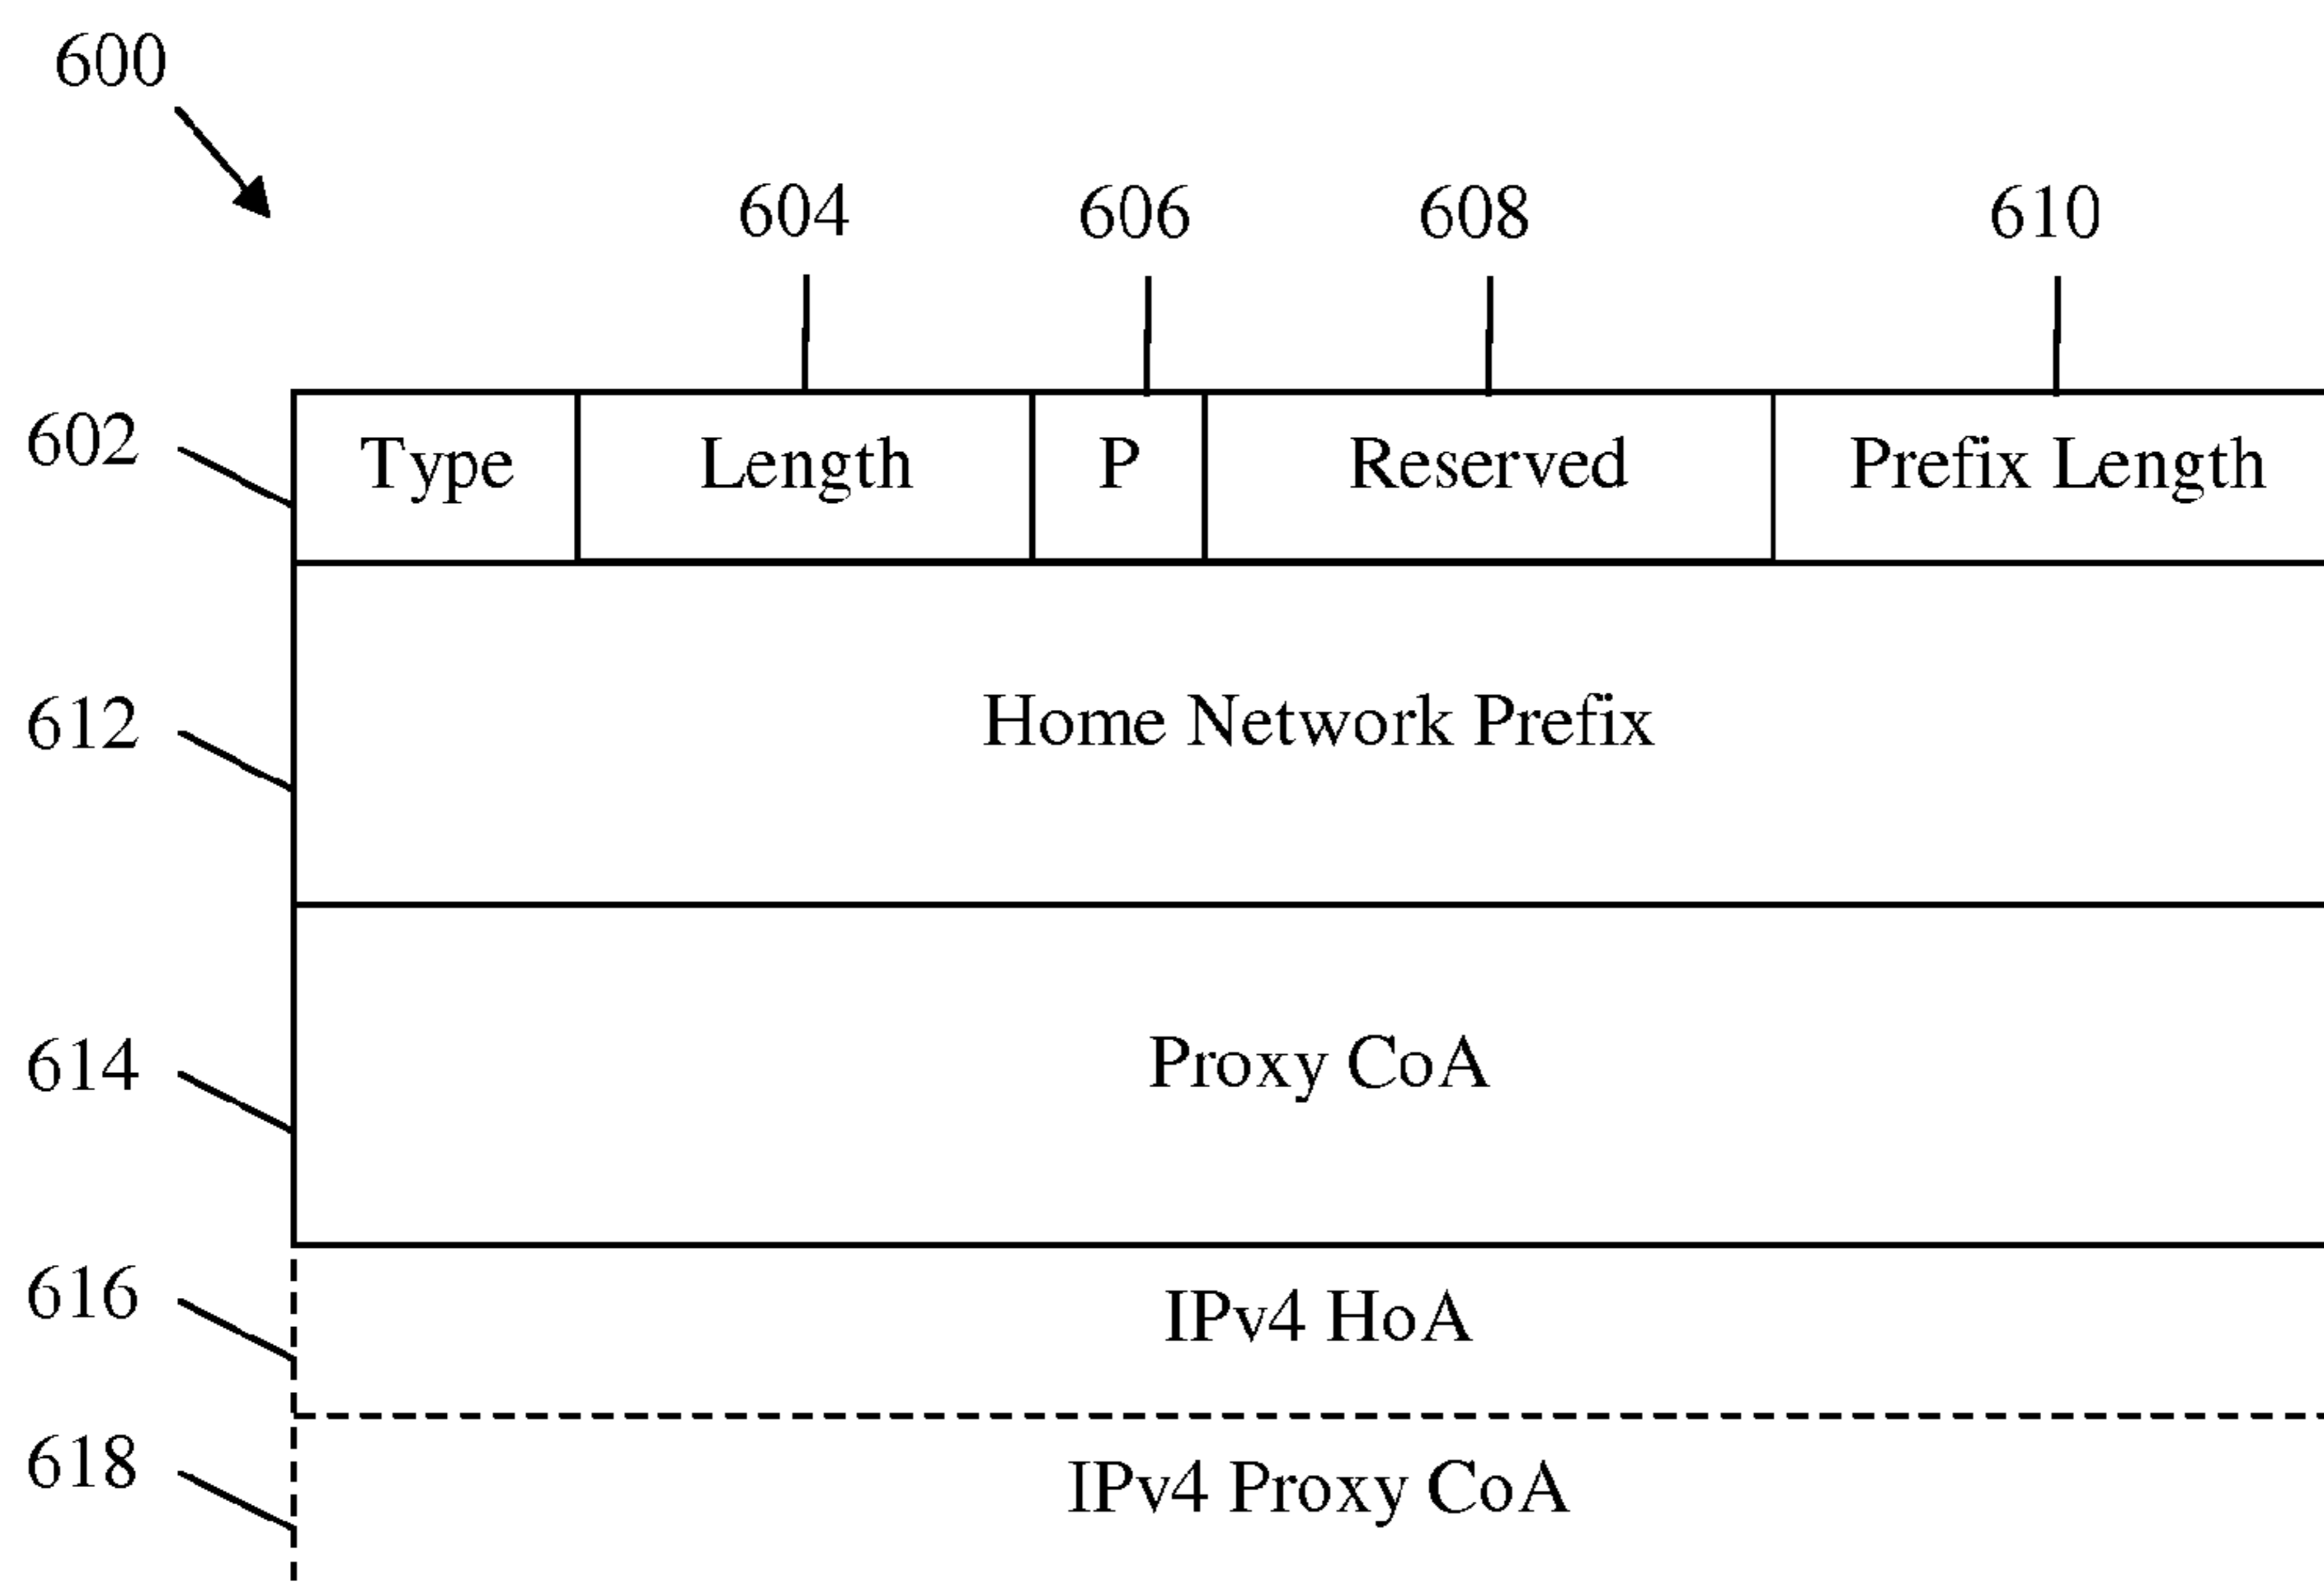 600
604 606 608 610
602 Type Length P Reserved Prefix Length
612 Home Network Prefix
614 Proxy CoA
616 IPv4 HoA
618 IPv4 Proxy CoA